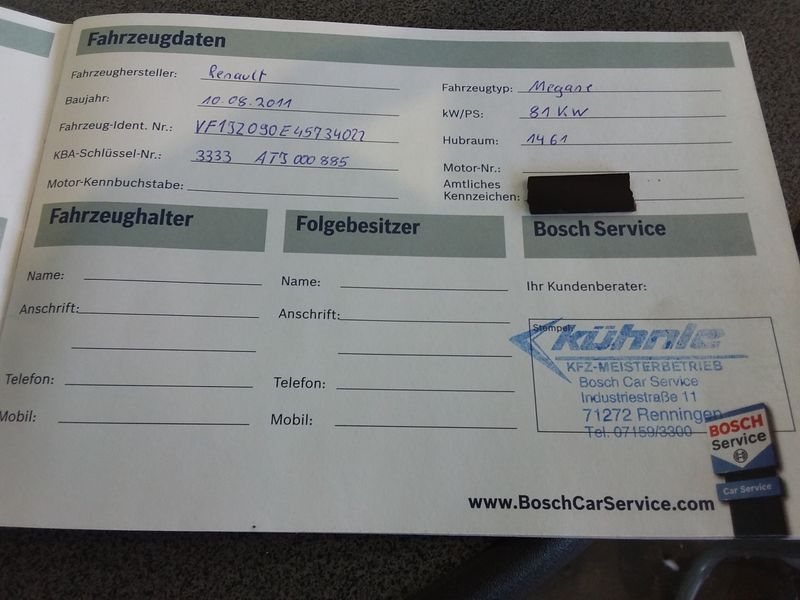 Fahrzeugdaten
Fahrzeughersteller: Renault
Baujahr: 10.08.2011
Fahrzeug-Ident. Nr.: VF1JZ090E45734022
KBA-Schlüssel-Nr.: 3333 ATJ 000885
Motor-Kennbuchstabe:
Fahrzeugtyp: Megane
kW/PS: 81 KW
Hubraum: 1461
Motor-Nr.:
Amtliches
Kennzeichen:
Fahrzeughalter
Name:
Anschrift:
Telefon:
Mobil:
Folgebesitzer
Name:
Anschrift:
Telefon:
Mobil:
Bosch Service
Ihr Kundenberater:
Stempel:
kühnle
KFZ-MEISTERBETRIEB
Bosch Car Service
Industriestraße 11
71272 Renningen
Tel. 07159/3300
BOSCH
Service
Car Service
www.BoschCarService.com